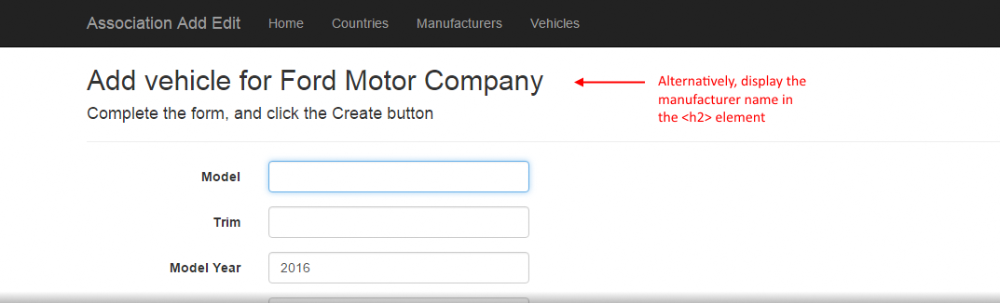 Association Add Edit Home Countries Manufacturers Vehicles
Add vehicle for Ford Motor Company
Complete the form, and click the Create button
Alternatively, display the
manufacturer name in
the <h2> element
Model
Trim
Model Year 2016